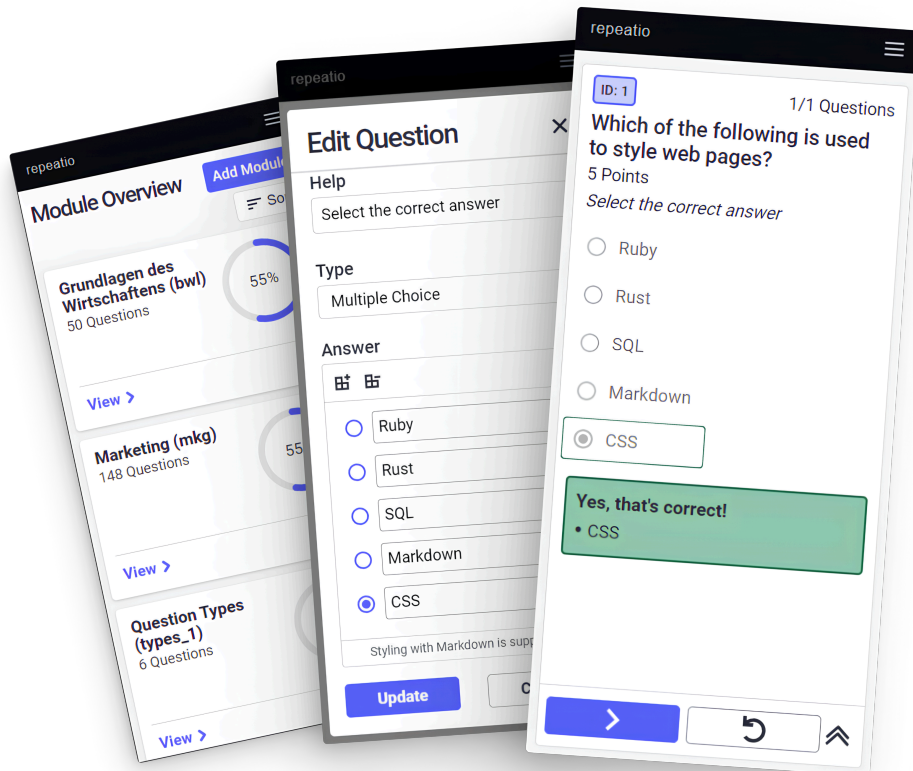 repeatio
Module Overview
Add Module
Grundlagen des
Wirtschaftens (bwl)
50 Questions
55%
View
Marketing (mkg)
148 Questions
55
View
Question Types
(types_1)
6 Questions
View
repeatio
Edit Question
Help
Select the correct answer
Type
Multiple Choice
Answer
Ruby
Rust
SQL
Markdown
CSS
Styling with Markdown is supp
Update
C
repeatio
ID: 1
1/1 Questions
Which of the following is used
to style web pages?
5 Points
Select the correct answer
Ruby
Rust
SQL
Markdown
CSS
Yes, that's correct!
• CSS